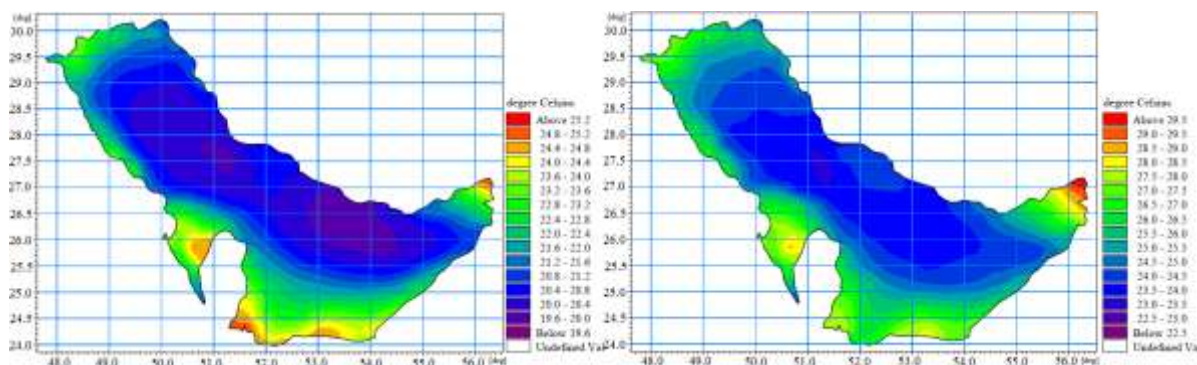 [deg]
30.0
29.5
29.0
28.5
28.0
27.5
27.0
26.5
26.0
25.5
25.0
24.5
24.0
48.0 49.0 50.0 51.0 52.0 53.0 54.0 55.0 56.0 [deg]
degree Celsius
Above 25.2
24.8 - 25.2
24.4 - 24.8
24.0 - 24.4
23.6 - 24.0
23.2 - 23.6
22.8 - 23.2
22.4 - 22.8
22.0 - 22.4
21.6 - 22.0
21.2 - 21.6
20.8 - 21.2
20.4 - 20.8
20.0 - 20.4
19.6 - 20.0
Below 19.6
Undefined Val
[deg]
30.0
29.5
29.0
28.5
28.0
27.5
27.0
26.5
26.0
25.5
25.0
24.5
24.0
48.0 49.0 50.0 51.0 52.0 53.0 54.0 55.0 56.0 [deg]
degree Celsius
Above 29.5
29.0 - 29.5
28.5 - 29.0
28.0 - 28.5
27.5 - 28.0
27.0 - 27.5
26.5 - 27.0
26.0 - 26.5
25.5 - 26.0
25.0 - 25.5
24.5 - 25.0
24.0 - 24.5
23.5 - 24.0
23.0 - 23.5
22.5 - 23.0
Below 22.5
Undefined Val